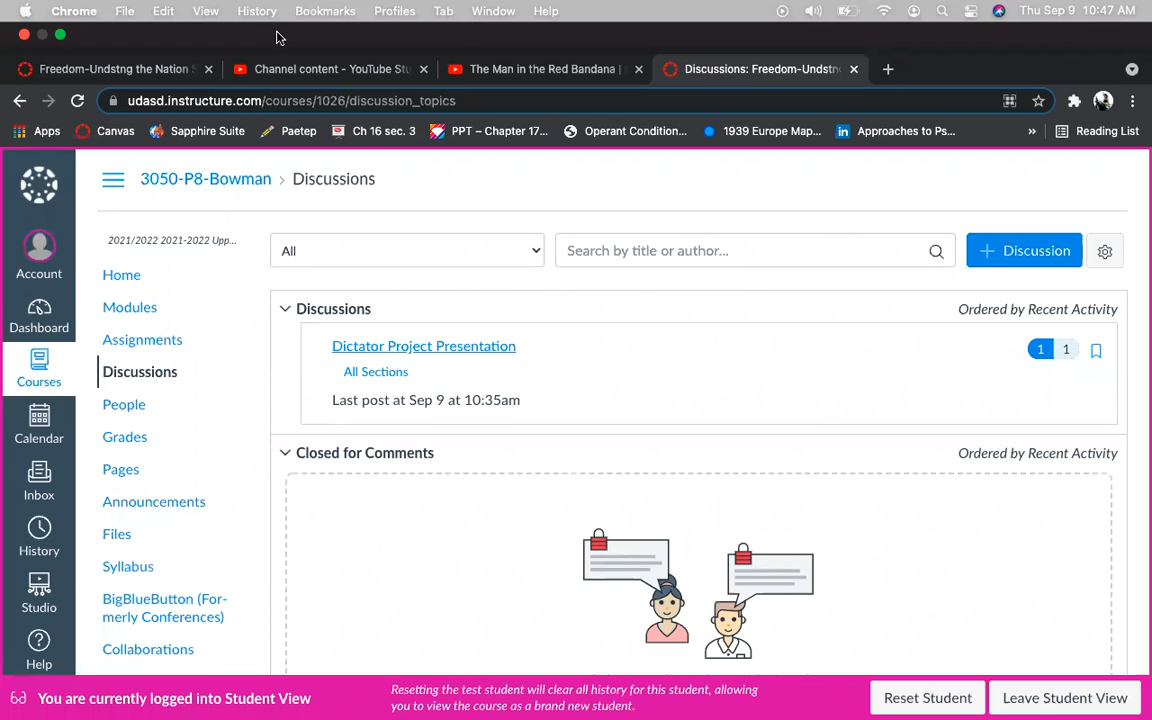 Chrome File Edit View History Bookmarks Profiles Tab Window Help Thu Sep 9 10:47 AM
Freedom-Undstng the Nation S Channel content - YouTube Stu The Man in the Red Bandana | Discussions: Freedom-Undstn
udasd.instructure.com/courses/1026/discussion_topics
Apps Canvas Sapphire Suite Paetep Ch 16 sec. 3 PPT – Chapter 17... Operant Condition... 1939 Europe Map... in Approaches to Ps... » Reading List
3050-P8-Bowman › Discussions
2021/2022 2021-2022 Upp...
All
Search by title or author...
+ Discussion
Account
Dashboard
Courses
Calendar
Inbox
History
Studio
Help
Home
Modules
Assignments
Discussions
People
Grades
Pages
Announcements
Files
Syllabus
BigBlueButton (For-
merly Conferences)
Collaborations
Discussions Ordered by Recent Activity
Dictator Project Presentation 1 1
All Sections
Last post at Sep 9 at 10:35am
Closed for Comments Ordered by Recent Activity
You are currently logged into Student View
Resetting the test student will clear all history for this student, allowing
you to view the course as a brand new student.
Reset Student Leave Student View